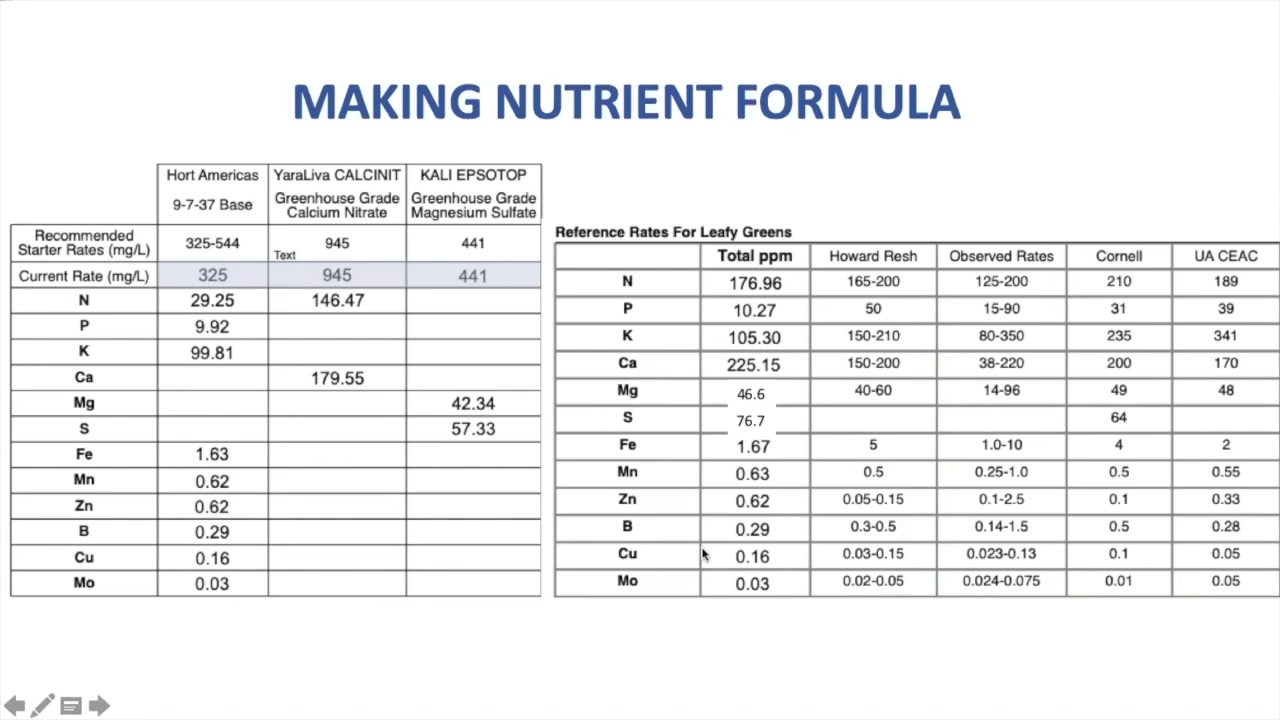 MAKING NUTRIENT FORMULA
Hort Americas YaraLiva CALCINIT KALI EPSOTOP
9-7-37 Base Greenhouse Grade Calcium Nitrate Greenhouse Grade Magnesium Sulfate
Recommended Starter Rates (mg/L) 325-544 945 441
Text
Current Rate (mg/L) 325 945 441
N 29.25 146.47
P 9.92
K 99.81
Ca 179.55
Mg 42.34
S 57.33
Fe 1.63
Mn 0.62
Zn 0.62
B 0.29
Cu 0.16
Mo 0.03
Reference Rates For Leafy Greens
Total ppm Howard Resh Observed Rates Cornell UA CEAC
N 176.96 165-200 125-200 210 189
P 10.27 50 15-90 31 39
K 105.30 150-210 80-350 235 341
Ca 225.15 150-200 38-220 200 170
Mg 46.6 40-60 14-96 49 48
S 76.7 64
Fe 1.67 5 1.0-10 4 2
Mn 0.63 0.5 0.25-1.0 0.5 0.55
Zn 0.62 0.05-0.15 0.1-2.5 0.1 0.33
B 0.29 0.3-0.5 0.14-1.5 0.5 0.28
Cu 0.16 0.03-0.15 0.023-0.13 0.1 0.05
Mo 0.03 0.02-0.05 0.024-0.075 0.01 0.05